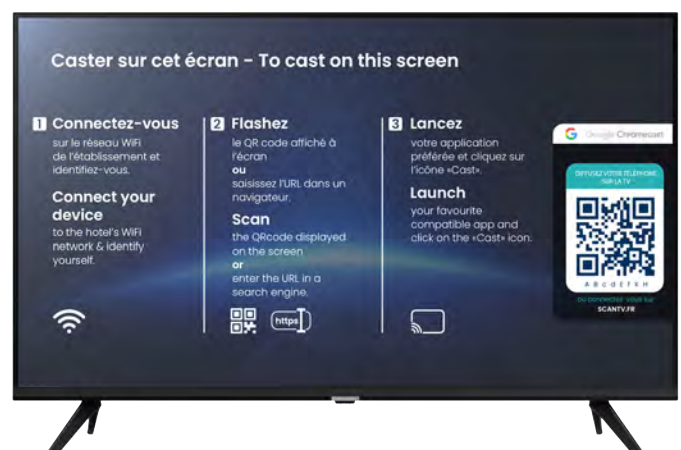 Caster sur cet écran - To cast on this screen
1 Connectez-vous
sur le réseau WiFi
de l'établissement et
identifiez-vous.
Connect your
device
to the hotel's WiFi
network & identify
yourself.
2 Flashez
le QR code affiché à
l'écran
ou
saisissez l'URL dans un
navigateur.
Scan
the QRcode displayed
on the screen
or
enter the URL in a
search engine.
https
3 Lancez
votre application
préférée et cliquez sur
l'icône «Cast».
Launch
your favourite
compatible app and
click on the «Cast» icon.
G Google Chromecast
DIFFUSEZ VOTRE TÉLÉPHONE
SUR LA TV
A B c d E f X H
ou connectez-vous sur
SCANTV.FR